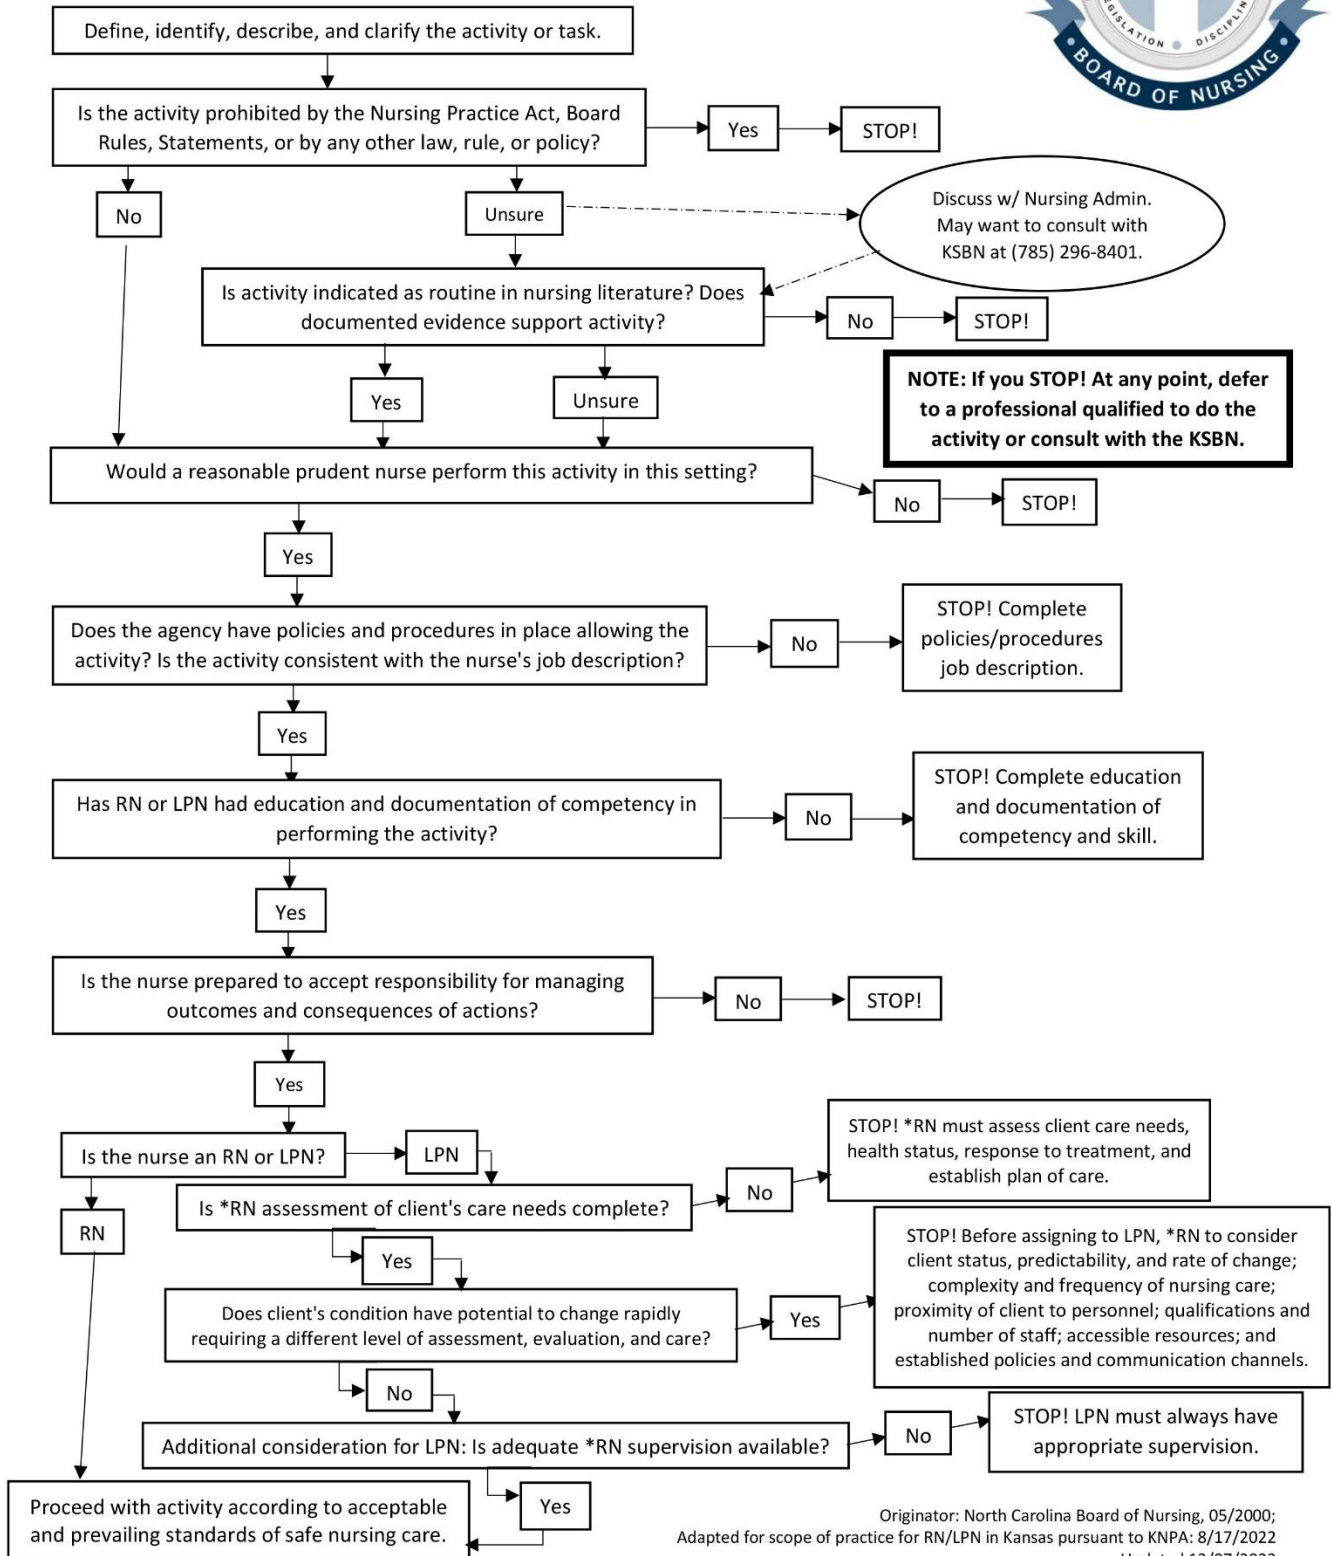 EGISLATION
DISCIPLIN
BOARD OF NURSING
Define, identify, describe, and clarify the activity or task.
Is the activity prohibited by the Nursing Practice Act, Board
Rules, Statements, or by any other law, rule, or policy?
Yes
STOP!
No
Unsure
Discuss w/ Nursing Admin.
May want to consult with
KSBN at (785) 296-8401.
Is activity indicated as routine in nursing literature? Does
documented evidence support activity?
No
STOP!
Yes
Unsure
NOTE: If you STOP! At any point, defer
to a professional qualified to do the
activity or consult with the KSBN.
Would a reasonable prudent nurse perform this activity in this setting?
No
STOP!
Yes
Does the agency have policies and procedures in place allowing the
activity? Is the activity consistent with the nurse's job description?
No
STOP! Complete
policies/procedures
job description.
Yes
Has RN or LPN had education and documentation of competency in
performing the activity?
No
STOP! Complete education
and documentation of
competency and skill.
Yes
Is the nurse prepared to accept responsibility for managing
outcomes and consequences of actions?
No
STOP!
Yes
Is the nurse an RN or LPN?
LPN
RN
Is *RN assessment of client's care needs complete?
No
STOP! *RN must assess client care needs,
health status, response to treatment, and
establish plan of care.
Yes
Does client's condition have potential to change rapidly
requiring a different level of assessment, evaluation, and care?
Yes
STOP! Before assigning to LPN, *RN to consider
client status, predictability, and rate of change;
complexity and frequency of nursing care;
proximity of client to personnel; qualifications and
number of staff; accessible resources; and
established policies and communication channels.
No
Additional consideration for LPN: Is adequate *RN supervision available?
No
STOP! LPN must always have
appropriate supervision.
Yes
Proceed with activity according to acceptable
and prevailing standards of safe nursing care.
Originator: North Carolina Board of Nursing, 05/2000;
Adapted for scope of practice for RN/LPN in Kansas pursuant to KNPA: 8/17/2022